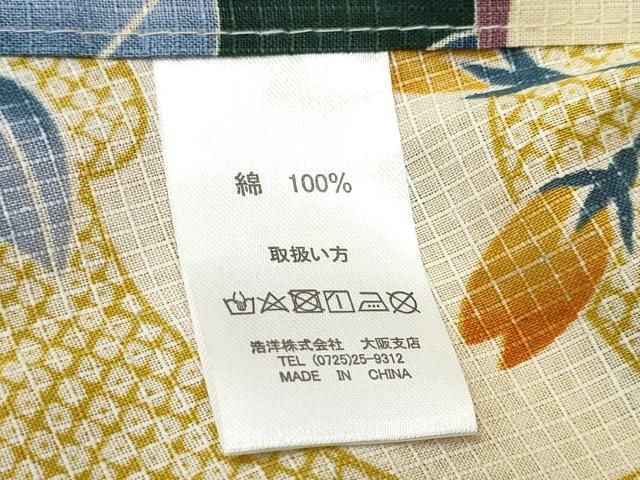 綿 100%
取扱い方
浩洋株式会社 大阪支店
TEL (0725)25-9312
MADE IN CHINA